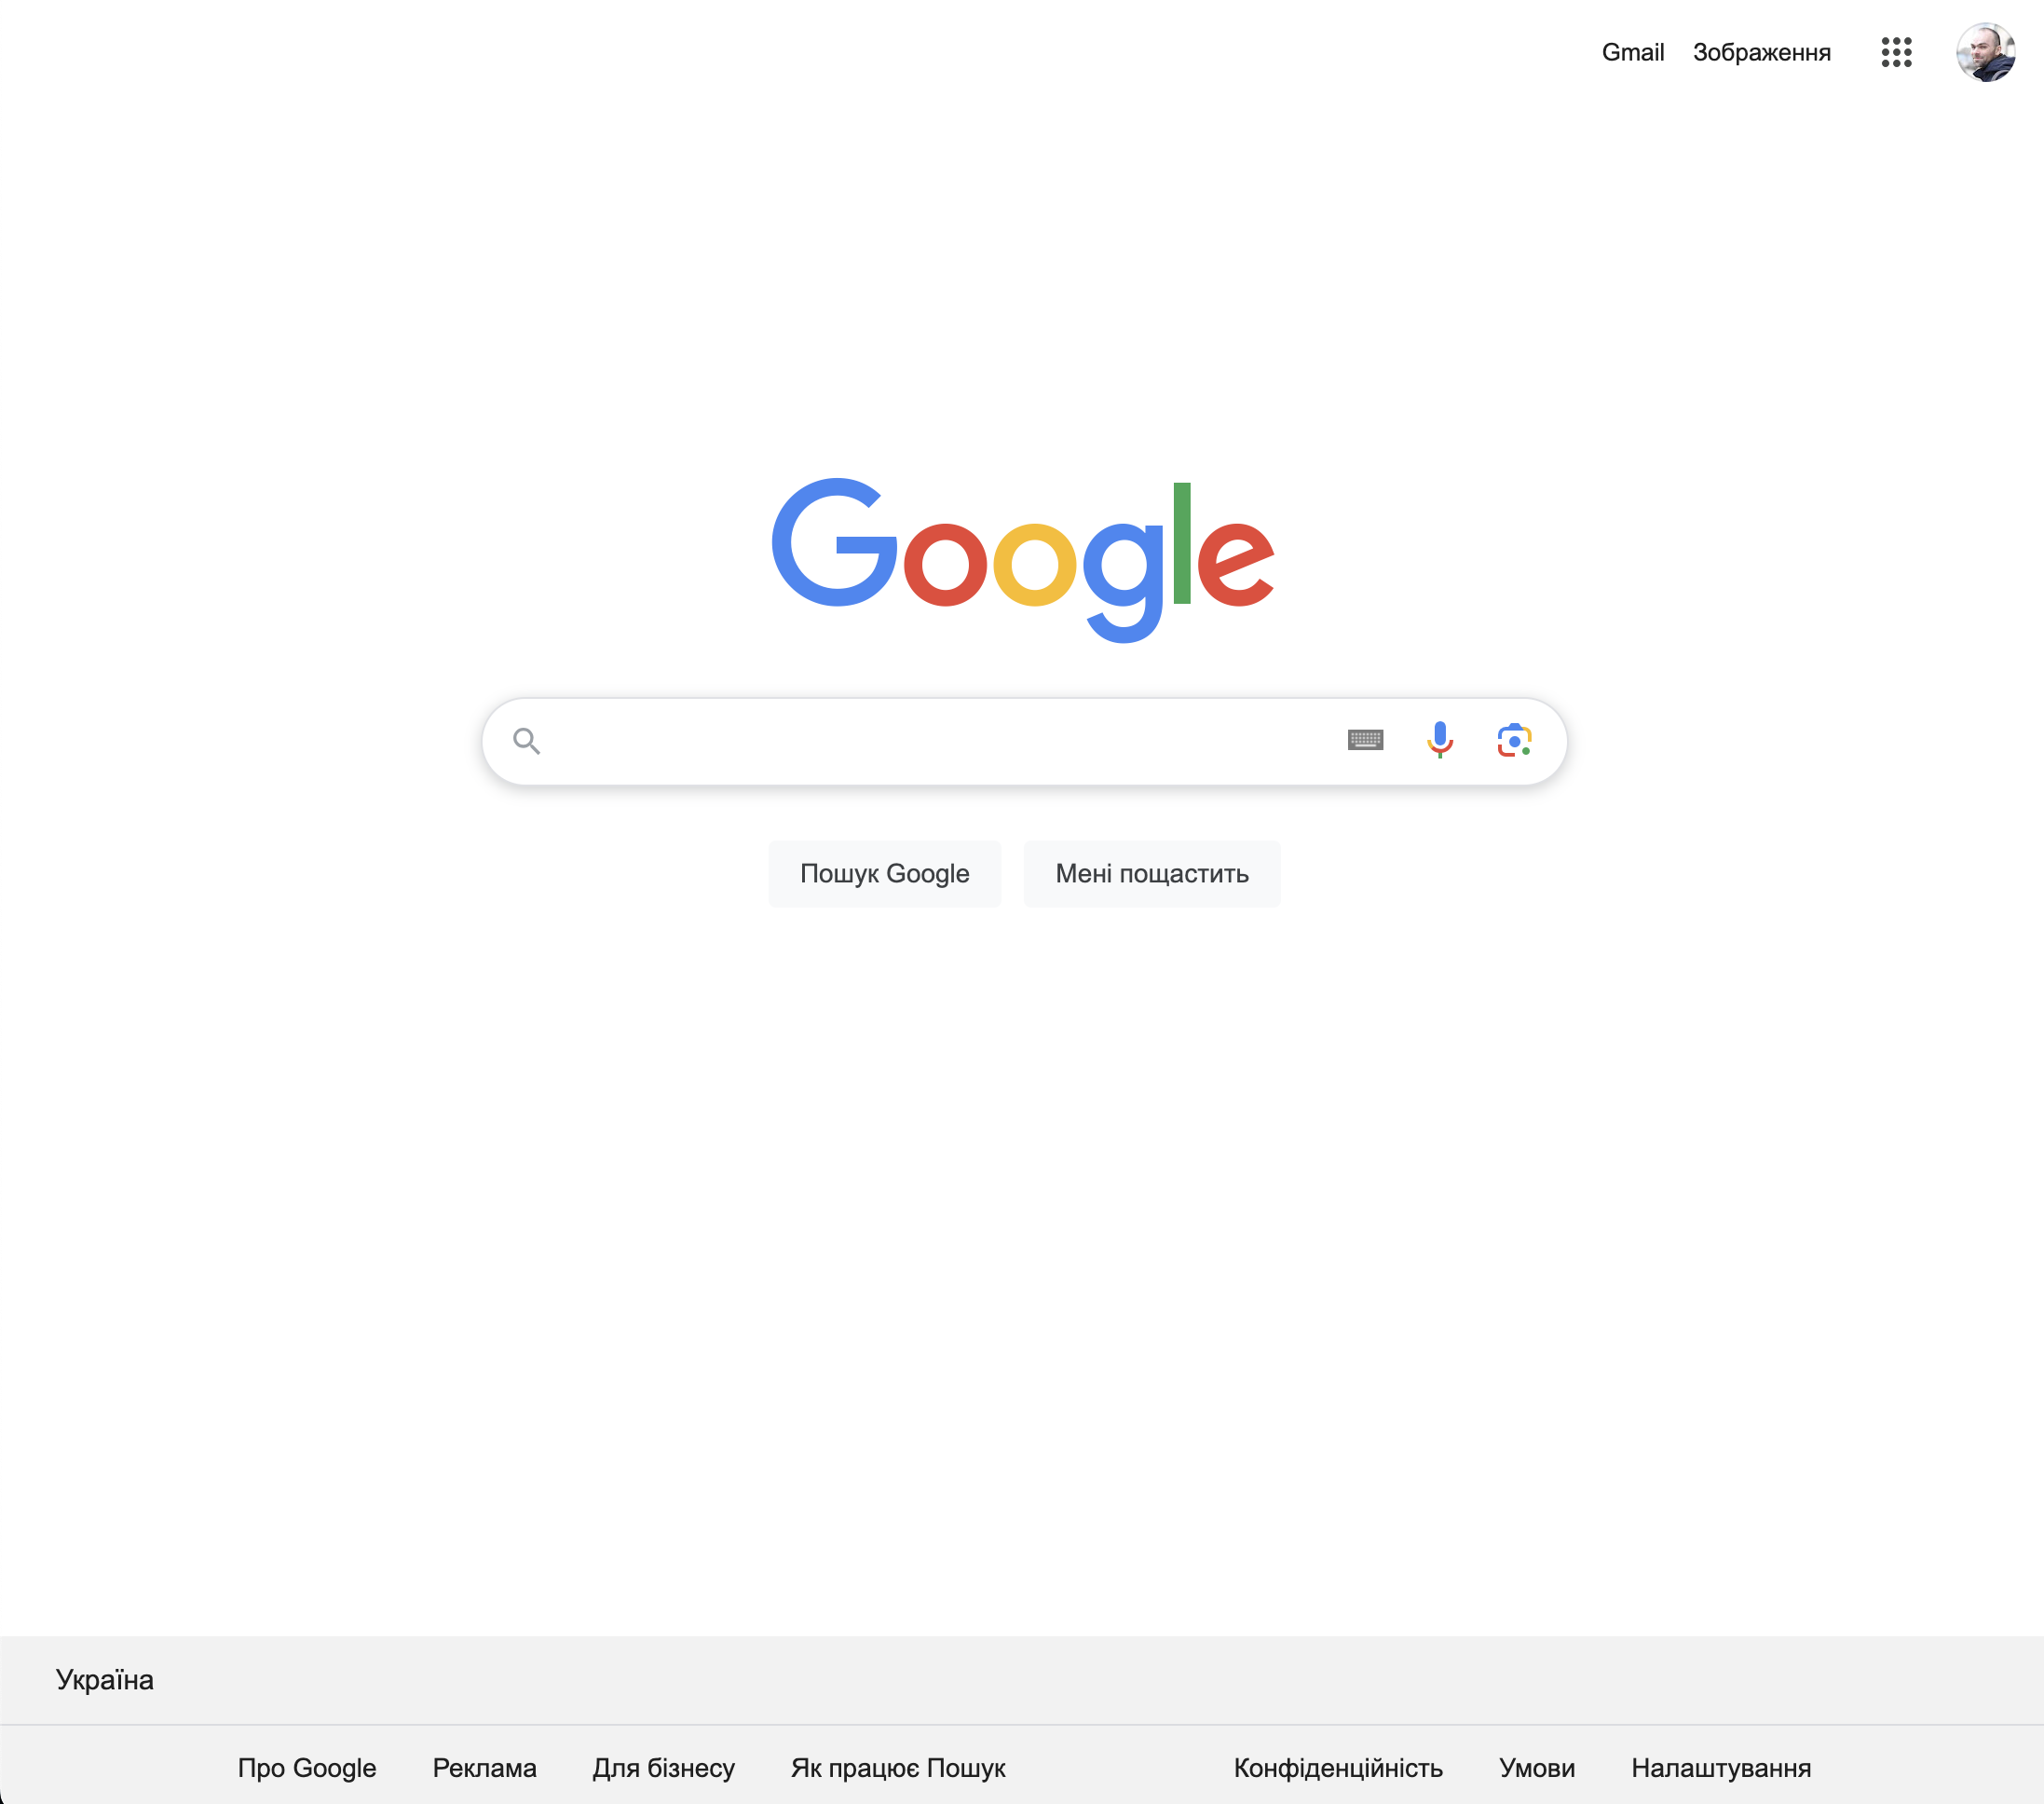 Gmail Зображення
Google
Пошук Google Мені пощастить
Україна
Про Google Реклама Для бізнесу Як працює Пошук Конфіденційність Умови Налаштування